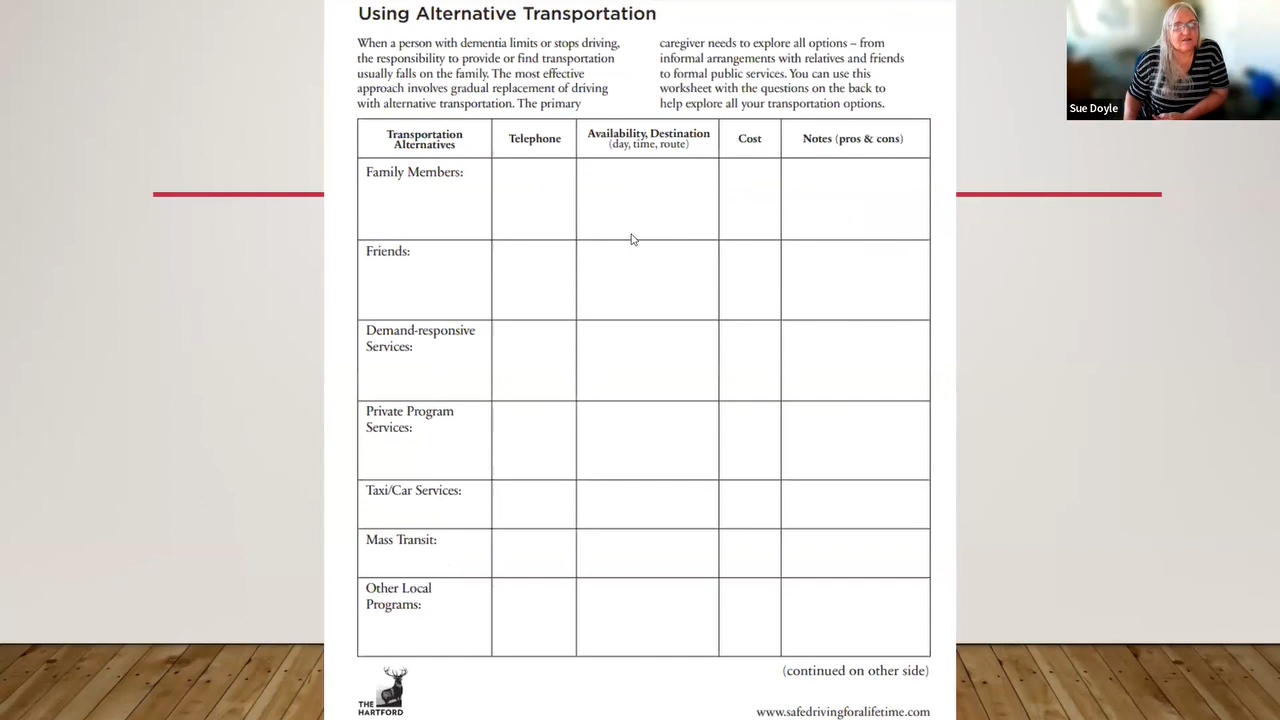 Using Alternative Transportation
When a person with dementia limits or stops driving,
the responsibility to provide or find transportation
usually falls on the family. The most effective
approach involves gradual replacement of driving
with alternative transportation. The primary
caregiver needs to explore all options – from
informal arrangements with relatives and friends
to formal public services. You can use this
worksheet with the questions on the back to
help explore all your transportation options.
Sue Doyle
Transportation
Alternatives
Telephone
Availability, Destination
(day, time, route)
Cost
Notes (pros & cons)
Family Members:
Friends:
Demand-responsive
Services:
Private Program
Services:
Taxi/Car Services:
Mass Transit:
Other Local
Programs:
(continued on other side)
THE
HARTFORD
www.safedrivingforalifetime.com